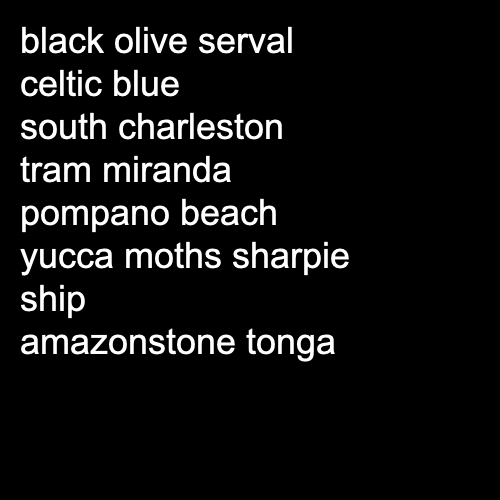 black olive serval
celtic blue
south charleston
tram miranda
pompano beach
yucca moths sharpie
ship
amazonstone tonga